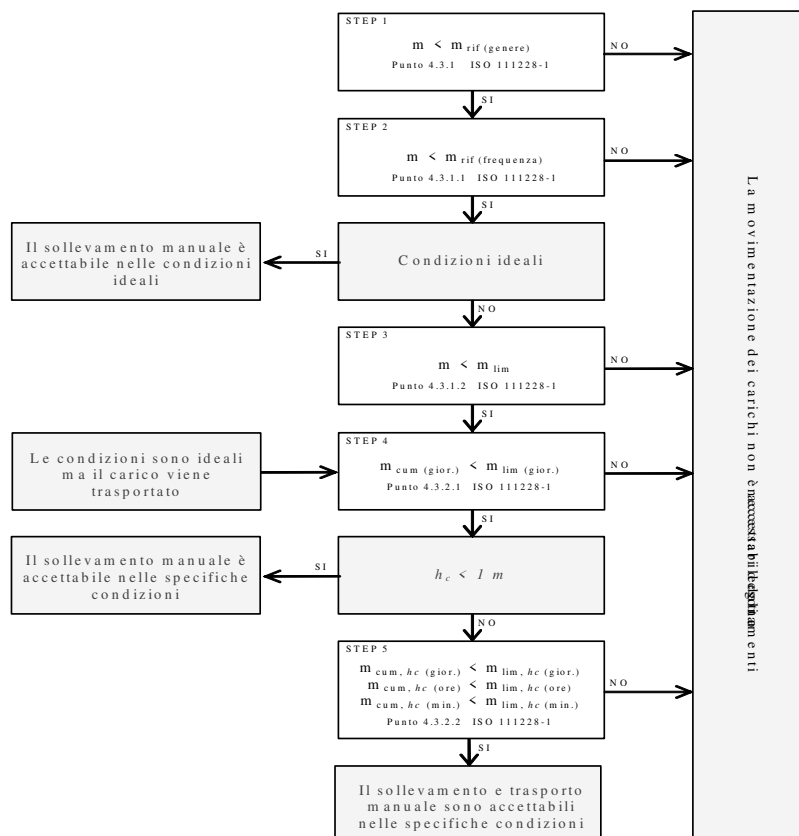 STEP 1
m < m rif (genere)
Punto 4.3.1 ISO 111228-1
NO
SI
STEP 2
m < m rif (frequenza)
Punto 4.3.1.1 ISO 111228-1
NO
SI
Il sollevamento manuale è
accettabile nelle condizioni
ideali
SI
Condizioni ideali
NO
STEP 3
m < m lim
Punto 4.3.1.2 ISO 111228-1
NO
SI
Le condizioni sono ideali
ma il carico viene
trasportato
STEP 4
m cum (gior.) < m lim (gior.)
Punto 4.3.2.1 ISO 111228-1
NO
SI
Il sollevamento manuale è
accettabile nelle specifiche
condizioni
SI
h c < 1 m
NO
STEP 5
m cum, hc (gior.) < m lim, hc (gior.)
m cum, hc (ore) < m lim, hc (ore)
m cum, hc (min.) < m lim, hc (min.)
Punto 4.3.2.2 ISO 111228-1
NO
SI
Il sollevamento e trasporto
manuale sono accettabili
nelle specifiche condizioni
La movimentazione dei carichi non è